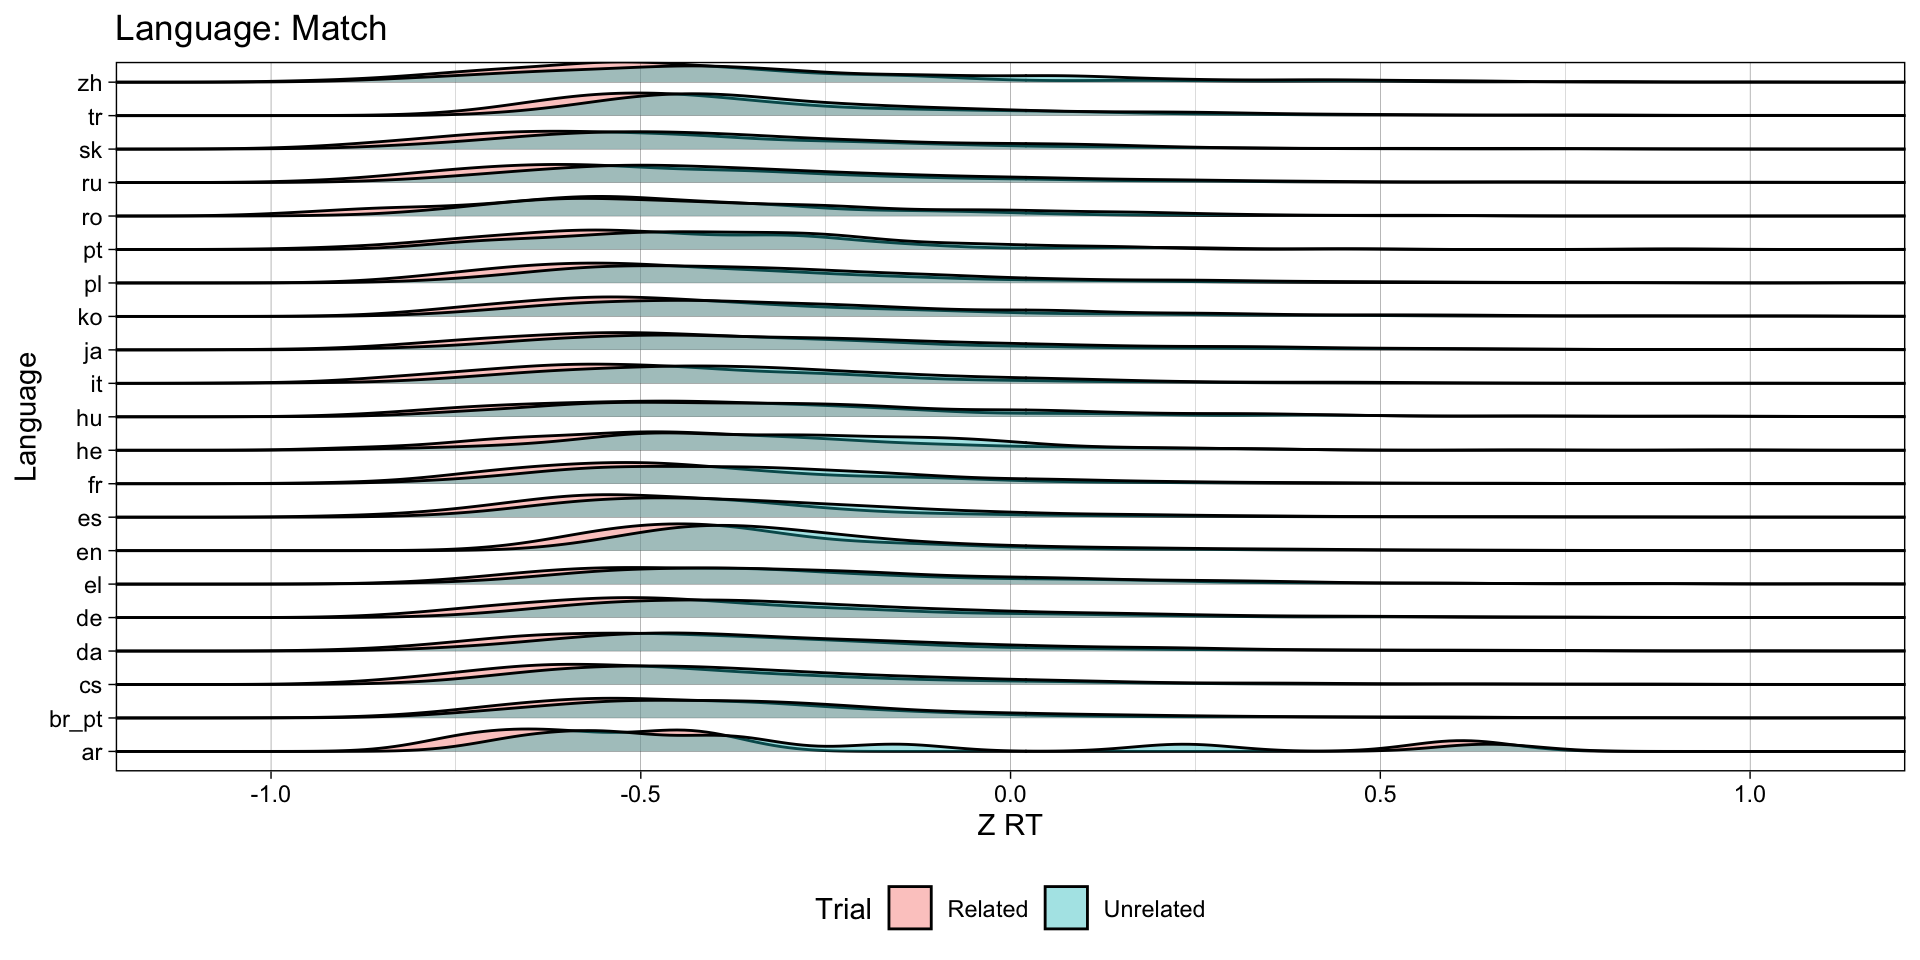 Language: Match
Language
zh
tr
sk
ru
ro
pt
pl
ko
ja
it
hu
he
fr
es
en
el
de
da
cs
br_pt
ar
-1.0 -0.5 0.0 0.5 1.0
Z RT
Trial Related Unrelated